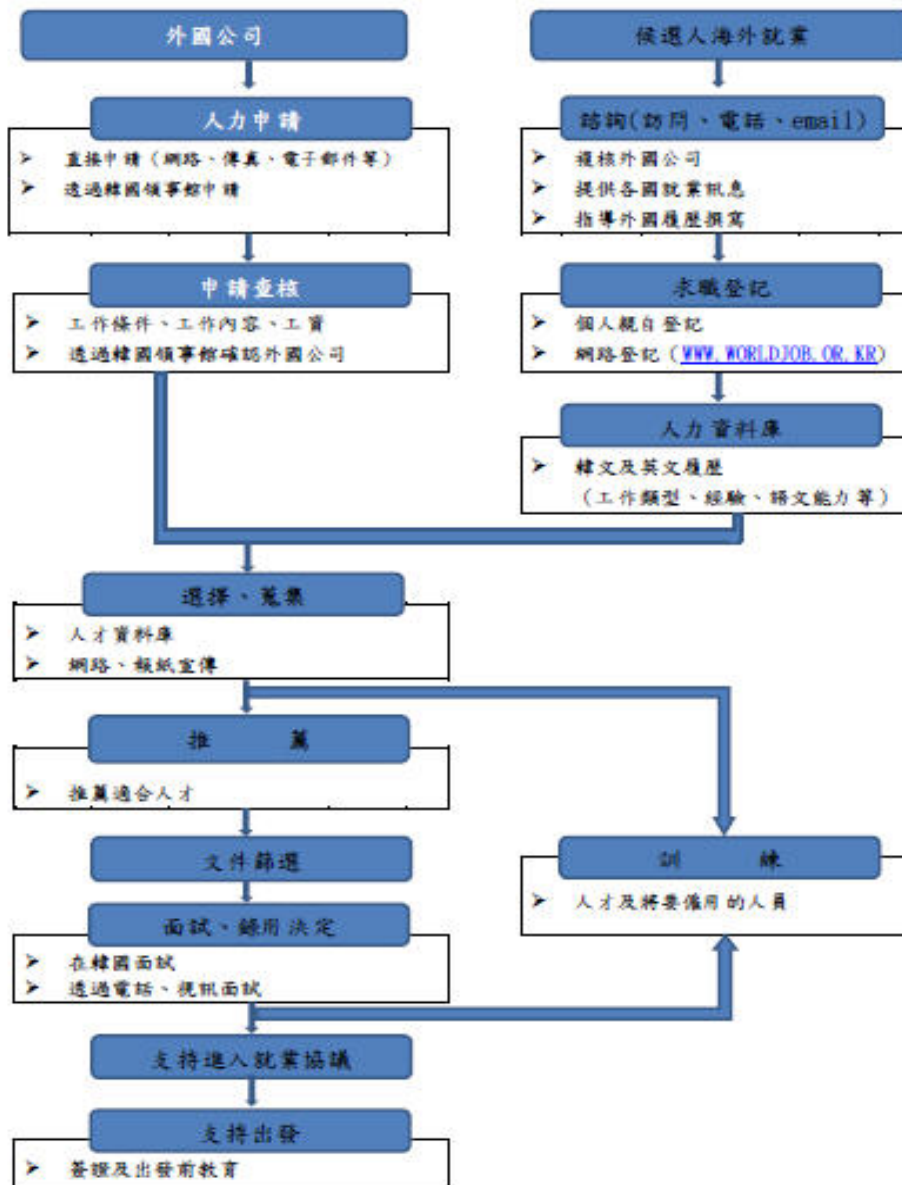 外國公司
人力申請
➢ 直接申請（網路、傳真、電子郵件等）
➢ 透過韓國領事館申請
申請查核
➢ 工作條件、工作內容、工資
➢ 透過韓國領事館確認外國公司
候選人海外就業
諮詢(訪問、電話、email)
➢ 複核外國公司
➢ 提供各國就業訊息
➢ 指導外國履歷撰寫
求職登記
➢ 個人親自登記
➢ 網路登記（WWW.WORLDJOB.OR.KR）
人力資料庫
➢ 韓文及英文履歷
（工作類型、經驗、語文能力等）
選擇、蒐集
➢ 人才資料庫
➢ 網路、報紙宣傳
推 薦
➢ 推薦適合人才
文件篩選
面試、錄用決定
➢ 在韓國面試
➢ 透過電話、視訊面試
訓 練
➢ 人才及將要僱用的人員
支持進入就業協議
支持出發
➢ 簽證及出發前教育